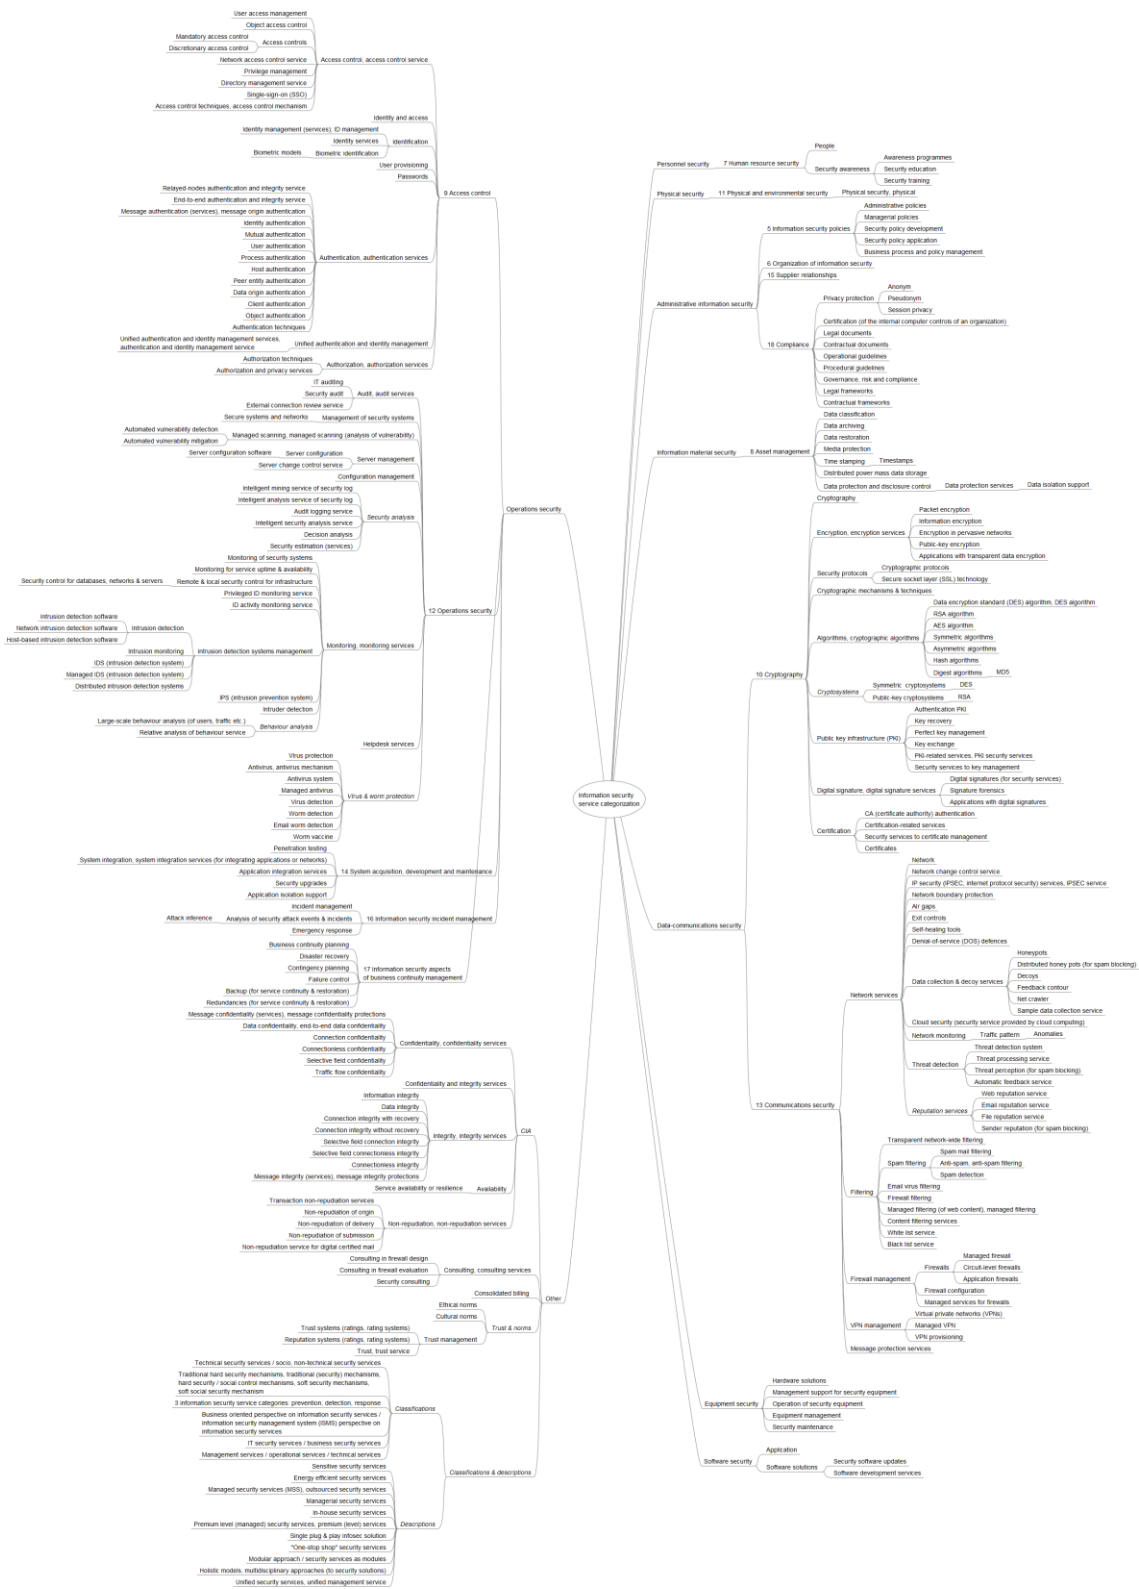 User access management
Object access control
Mandatory access control
Discretionary access control
Access controls
Network access control service
Access control, access control service
Privilege management
Directory management service
Single-sign-on (SSO)
Access control techniques, access control mechanism
Identity and access
Identity management (services), ID management
Identity services
Identification
Biometric models
Biometric identification
User provisioning
Passwords
9 Access control
Relayed-nodes authentication and integrity service
End-to-end authentication and integrity service
Message authentication (services), message origin authentication
Identity authentication
Mutual authentication
User authentication
Process authentication
Authentication, authentication services
Host authentication
Peer entity authentication
Data origin authentication
Client authentication
Object authentication
Authentication techniques
Unified authentication and identity management services,
authentication and identity management service
Unified authentication and identity management
Authorization techniques
Authorization and privacy services
Authorization, authorization services
IT auditing
Security audit
Audit, audit services
External connection review service
Secure systems and networks
Management of security systems
Automated vulnerability detection
Automated vulnerability mitigation
Managed scanning, managed scanning (analysis of vulnerability)
Server configuration software
Server configuration
Server change control service
Server management
Configuration management
Intelligent mining service of security log
Intelligent analysis service of security log
Audit logging service
Intelligent security analysis service
Security analysis
Decision analysis
Security estimation (services)
Operations security
Monitoring of security systems
Monitoring for service uptime & availability
Security control for databases, networks & servers
Remote & local security control for infrastructure
Privileged ID monitoring service
ID activity monitoring service
12 Operations security
Intrusion detection software
Network intrusion detection software
Host-based intrusion detection software
Intrusion detection
Intrusion monitoring
IDS (intrusion detection system)
Managed IDS (intrusion detection system)
Distributed intrusion detection systems
Intrusion detection systems management
Monitoring, monitoring services
IPS (intrusion prevention system)
Intruder detection
Large-scale behaviour analysis (of users, traffic etc.)
Relative analysis of behaviour service
Behaviour analysis
Helpdesk services
Virus protection
Antivirus, antivirus mechanism
Antivirus system
Managed antivirus
Virus detection
Virus & worm protection
Worm detection
Email worm detection
Worm vaccine
Penetration testing
System integration, system integration services (for integrating applications or networks)
Application integration services
14 System acquisition, development and maintenance
Security upgrades
Application isolation support
Incident management
Attack inference
Analysis of security attack events & incidents
16 Information security incident management
Emergency response
Business continuity planning
Disaster recovery
Contingency planning
Failure control
17 Information security aspects
of business continuity management
Backup (for service continuity & restoration)
Redundancies (for service continuity & restoration)
Message confidentiality (services), message confidentiality protections
Data confidentiality, end-to-end data confidentiality
Connection confidentiality
Connectionless confidentiality
Confidentiality, confidentiality services
Selective field confidentiality
Traffic flow confidentiality
Confidentiality and integrity services
Information integrity
Data integrity
Connection integrity with recovery
Connection integrity without recovery
Selective field connection integrity
Integrity, integrity services
Selective field connectionless integrity
Connectionless integrity
Message integrity (services), message integrity protections
CIA
Service availability or resilience
Availability
Transaction non-repudiation services
Non-repudiation of origin
Non-repudiation of delivery
Non-repudiation, non-repudiation services
Non-repudiation of submission
Non-repudiation service for digital certified mail
Consulting in firewall design
Consulting in firewall evaluation
Consulting, consulting services
Security consulting
Consolidated billing
Other
Ethical norms
Cultural norms
Trust & norms
Trust systems (ratings, rating systems)
Reputation systems (ratings, rating systems)
Trust management
Trust, trust service
Technical security services / socio, non-technical security services
Traditional hard security mechanisms, traditional (security) mechanisms,
hard security / social control mechanisms, soft security mechanisms,
soft social security mechanism
3 information security service categories: prevention, detection, response
Classifications
Business oriented perspective on information security services /
information security management system (ISMS) perspective on
information security services
IT security services / business security services
Management services / operational services / technical services
Classifications & descriptions
Sensitive security services
Energy efficient security services
Managed security services (MSS), outsourced security services
Managerial security services
In-house security services
Premium level (managed) security services, premium (level) services
Descriptions
Single plug & play infosec solution
"One-stop shop" security services
Modular approach / security services as modules
Holistic models, multidisciplinary approaches (to security solutions)
Unified security services, unified management service
Information security
service categorization
Personnel security
7 Human resource security
People
Security awareness
Awareness programmes
Security education
Security training
Physical security
11 Physical and environmental security
Physical security, physical
Administrative information security
5 Information security policies
Administrative policies
Managerial policies
Security policy development
Security policy application
Business process and policy management
6 Organization of information security
15 Supplier relationships
18 Compliance
Privacy protection
Anonym
Pseudonym
Session privacy
Certification (of the internal computer controls of an organization)
Legal documents
Contractual documents
Operational guidelines
Procedural guidelines
Governance, risk and compliance
Legal frameworks
Contractual frameworks
Information material security
8 Asset management
Data classification
Data archiving
Data restoration
Media protection
Time stamping
Timestamps
Distributed power mass data storage
Data protection and disclosure control
Data protection services
Data isolation support
Data-communications security
10 Cryptography
Cryptography
Encryption, encryption services
Packet encryption
Information encryption
Encryption in pervasive networks
Public-key encryption
Applications with transparent data encryption
Security protocols
Cryptographic protocols
Secure socket layer (SSL) technology
Cryptographic mechanisms & techniques
Algorithms, cryptographic algorithms
Data encryption standard (DES) algorithm, DES algorithm
RSA algorithm
AES algorithm
Symmetric algorithms
Asymmetric algorithms
Hash algorithms
Digest algorithms
MD5
Cryptosystems
Symmetric cryptosystems
DES
Public-key cryptosystems
RSA
Public key infrastructure (PKI)
Authentication PKI
Key recovery
Perfect key management
Key exchange
PKI-related services, PKI security services
Security services to key management
Digital signature, digital signature services
Digital signatures (for security services)
Signature forensics
Applications with digital signatures
Certification
CA (certificate authority) authentication
Certification-related services
Security services to certificate management
Certificates
13 Communications security
Network services
Network
Network change control service
IP security (IPSEC, internet protocol security) services, IPSEC service
Network boundary protection
Air gaps
Exit controls
Self-healing tools
Denial-of-service (DOS) defences
Data collection & decoy services
Honeypots
Distributed honey pots (for spam blocking)
Decoys
Feedback contour
Net crawler
Sample data collection service
Cloud security (security service provided by cloud computing)
Network monitoring
Traffic pattern
Anomalies
Threat detection
Threat detection system
Threat processing service
Threat perception (for spam blocking)
Automatic feedback service
Reputation services
Web reputation service
Email reputation service
File reputation service
Sender reputation (for spam blocking)
Filtering
Transparent network-wide filtering
Spam filtering
Spam mail filtering
Anti-spam, anti-spam filtering
Spam detection
Email virus filtering
Firewall filtering
Managed filtering (of web content), managed filtering
Content filtering services
White list service
Black list service
Firewall management
Firewalls
Managed firewall
Circuit-level firewalls
Application firewalls
Firewall configuration
Managed services for firewalls
VPN management
Virtual private networks (VPNs)
Managed VPN
VPN provisioning
Message protection services
Equipment security
Hardware solutions
Management support for security equipment
Operation of security equipment
Equipment management
Security maintenance
Software security
Application
Software solutions
Security software updates
Software development services